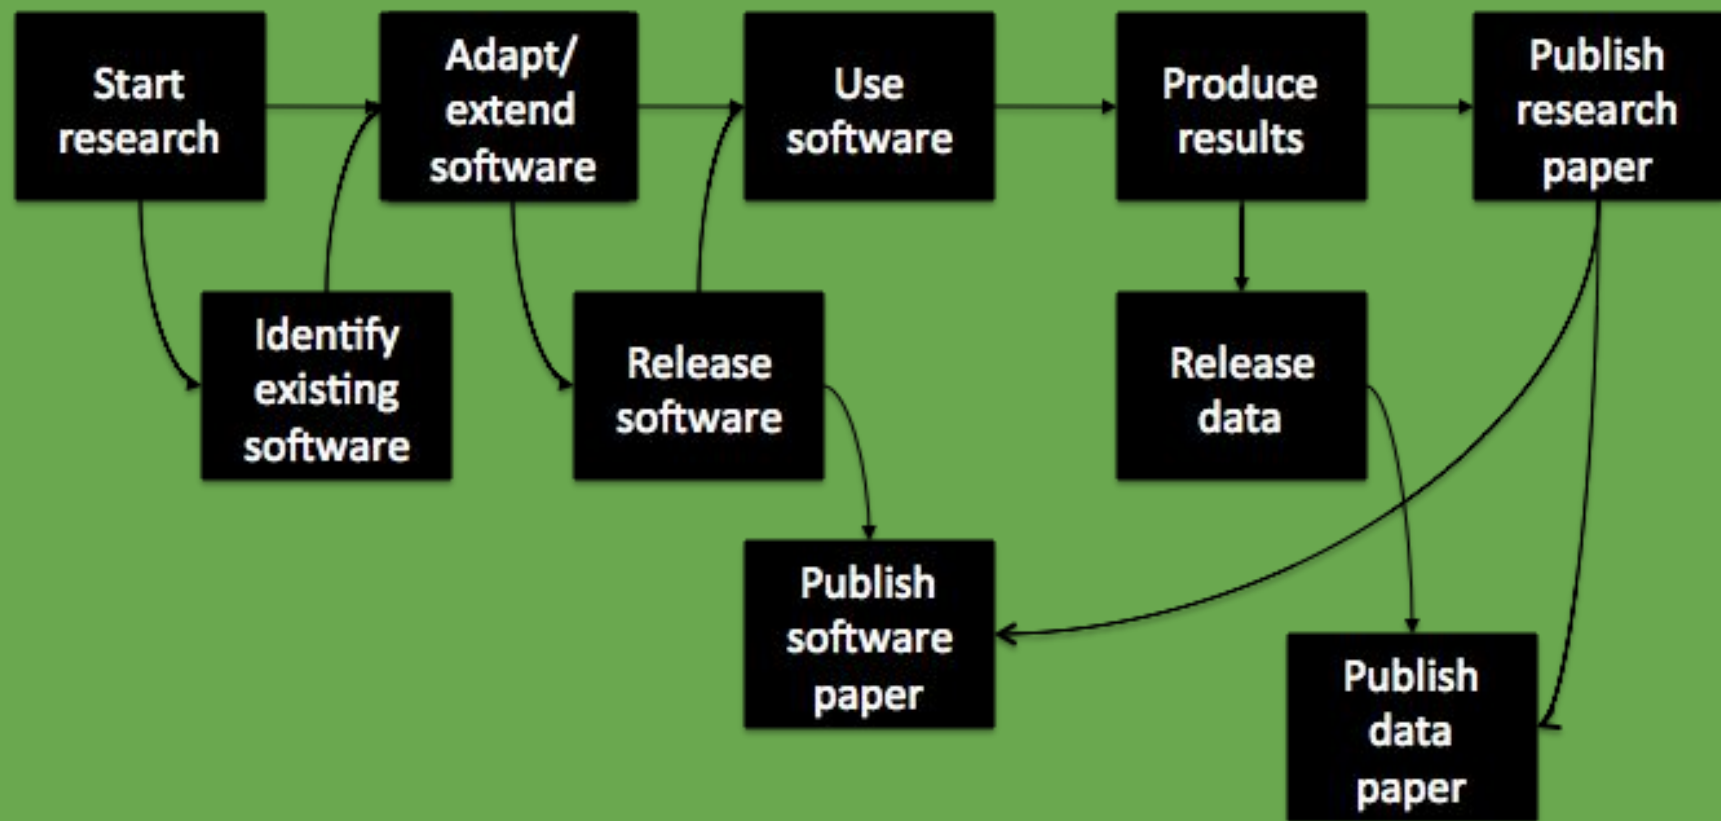 Start
research
Adapt/
extend
software
Use
software
Produce
results
Publish
research
paper
Identify
existing
software
Release
software
Release
data
Publish
software
paper
Publish
data
paper